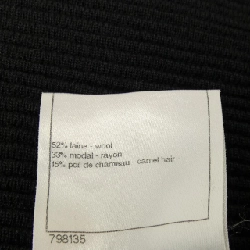 52% laine - wool
33% modal - rayon
15% poil de chameau - camel hair
798135